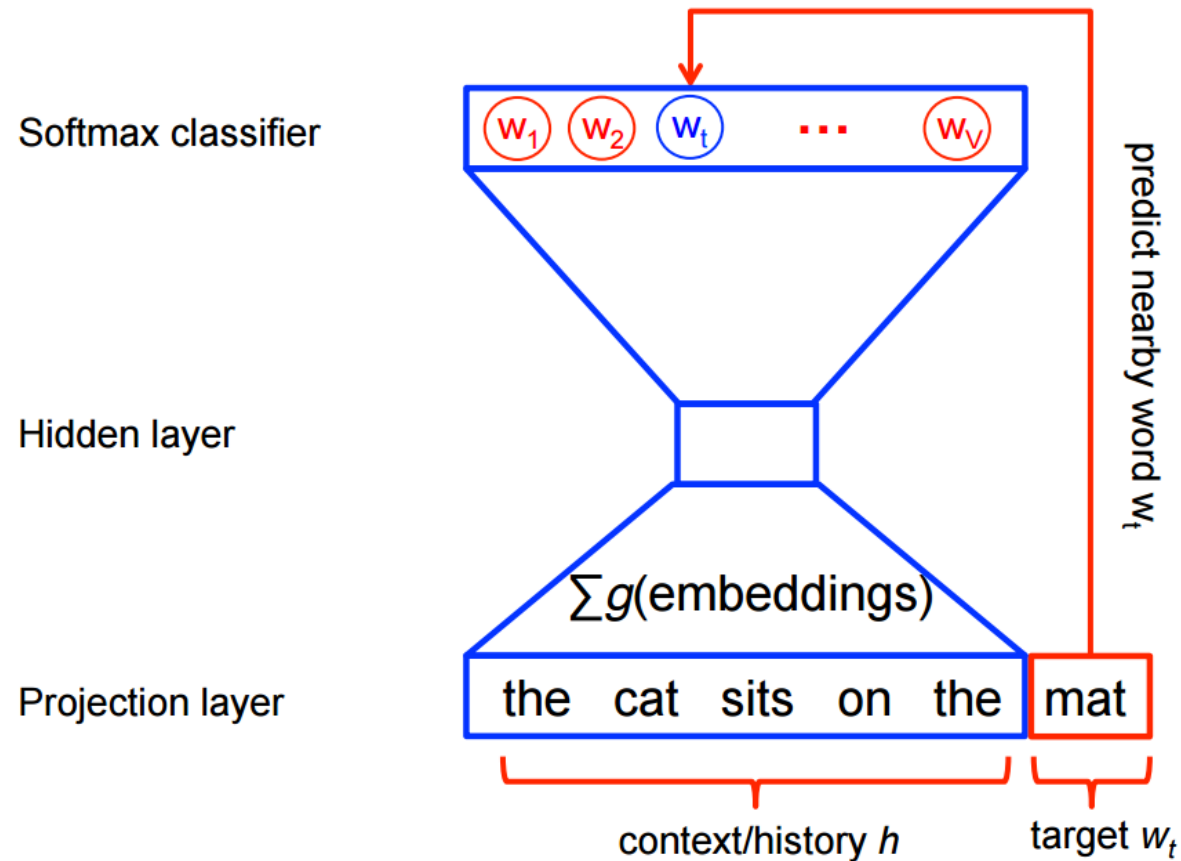 Softmax classifier
w₁ w₂ wₜ ... w_V
predict nearby word wₜ
Hidden layer
∑g(embeddings)
Projection layer
the cat sits on the mat
context/history h
target wₜ